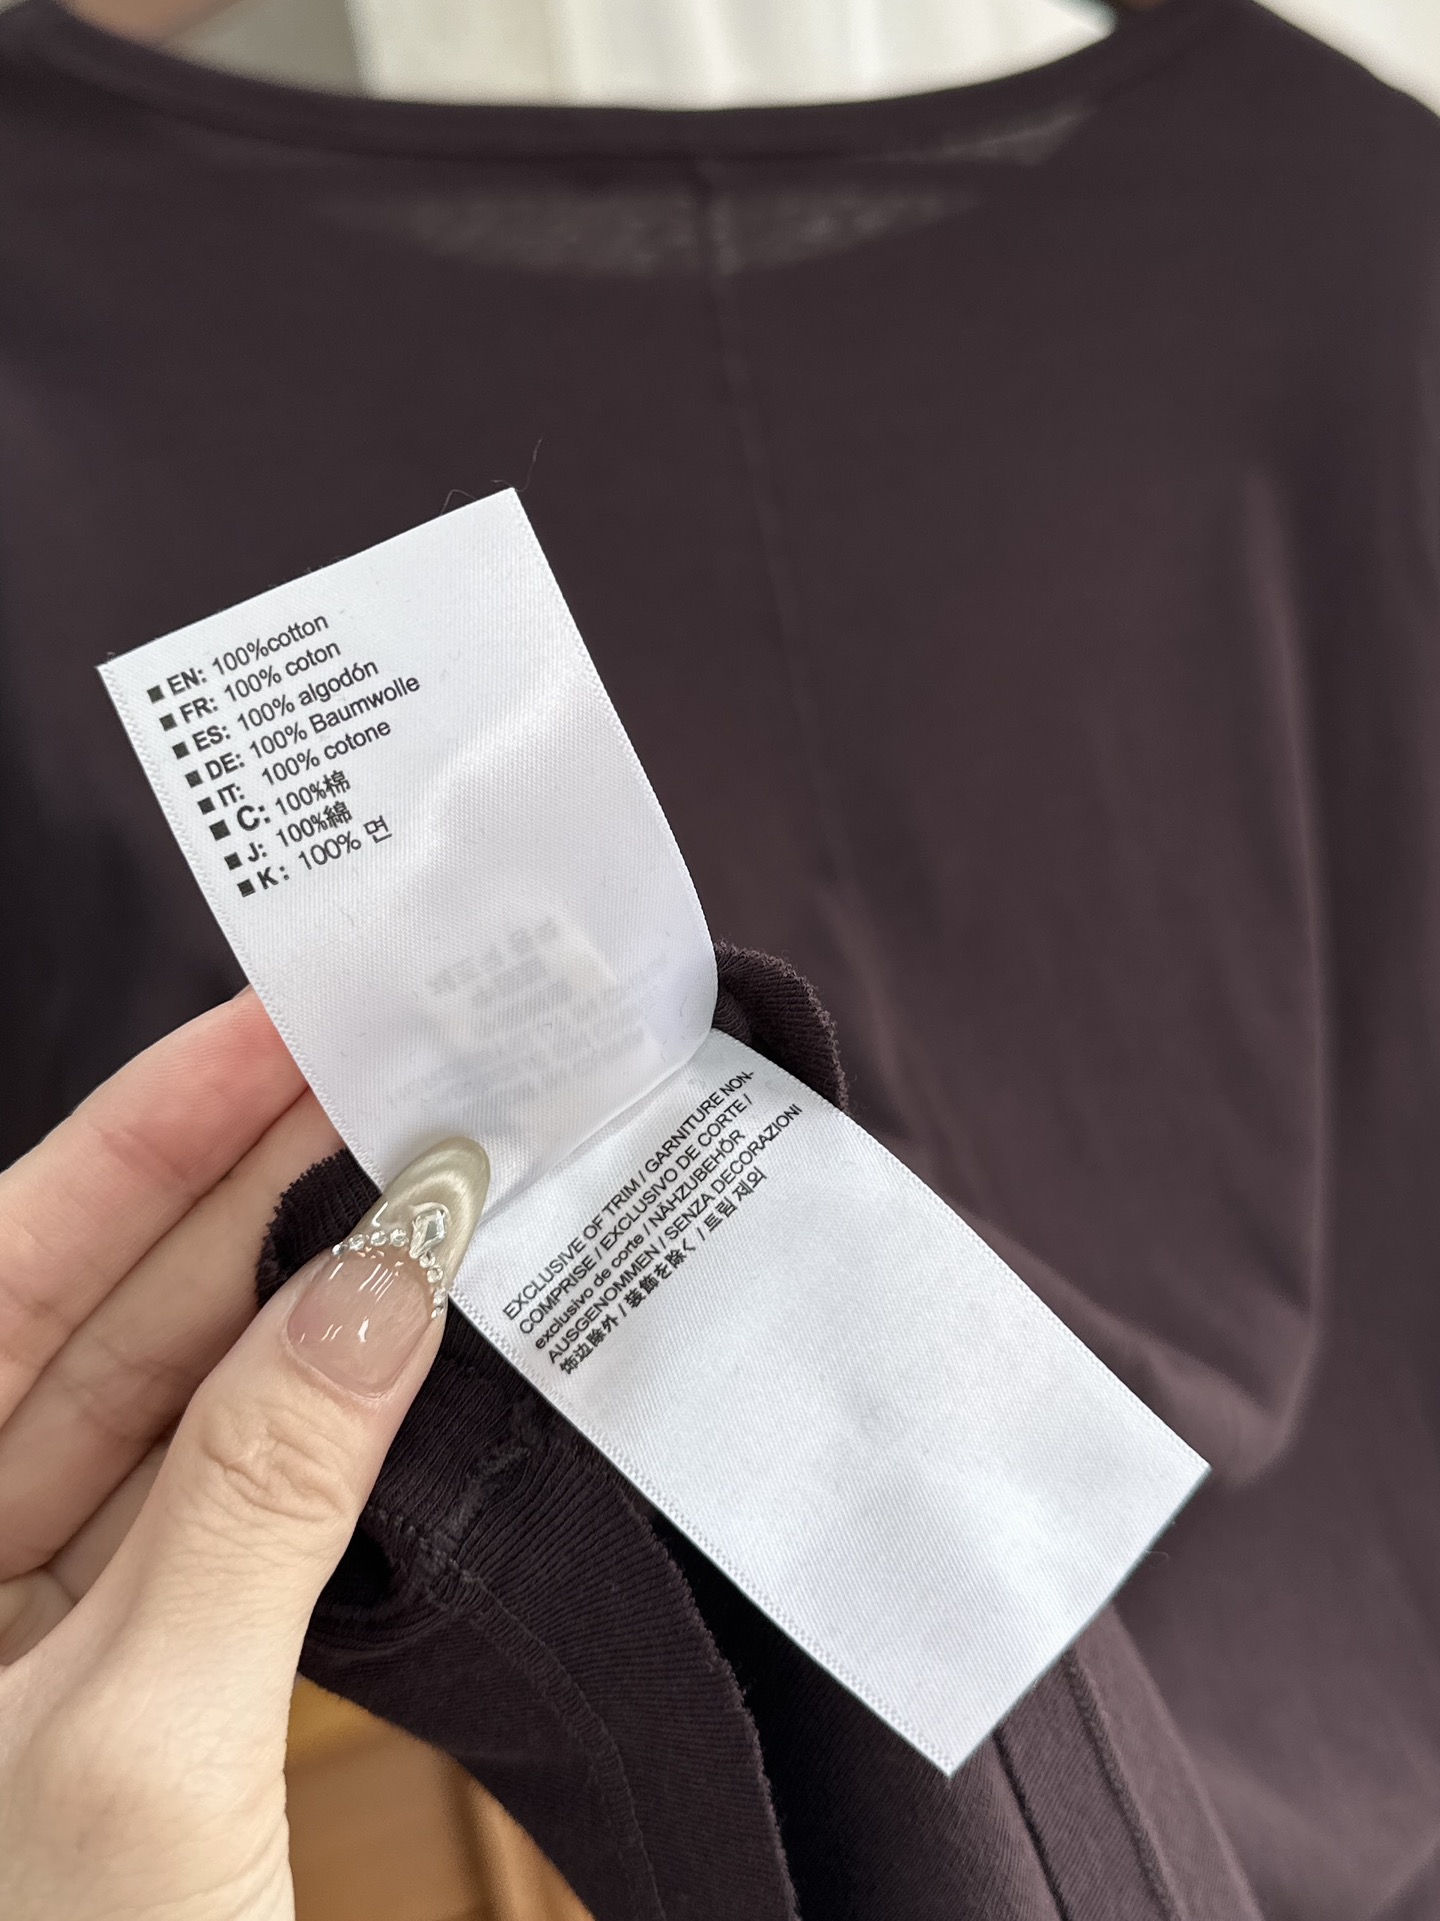 ■ EN: 100%cotton
■ FR: 100% coton
■ ES: 100% algodón
■ DE: 100% Baumwolle
■ IT: 100% cotone
■ C: 100%棉
■ J: 100%綿
■ K: 100% 면
EXCLUSIVE OF TRIM / GARNITURE NON-
COMPRISE / EXCLUSIVO DE CORTE /
exclusivo de corte / NÄHZUBEHÖR
AUSGENOMMEN / SENZA DECORAZIONI
饰边除外 / 装飾を除く / 트림 제외